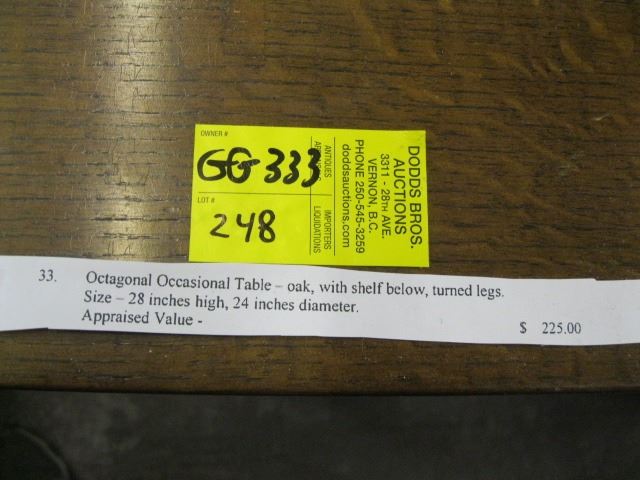 OWNER #
GG 333
LOT #
248
ANTIQUES
IMPORTERS
LIQUIDATIONS
DODDS BROS.
AUCTIONS
3311 - 28TH AVE.
VERNON, B.C.
PHONE 250-545-3259
doddsauctions.com
33. Octagonal Occasional Table – oak, with shelf below, turned legs.
Size – 28 inches high, 24 inches diameter.
Appraised Value - $ 225.00